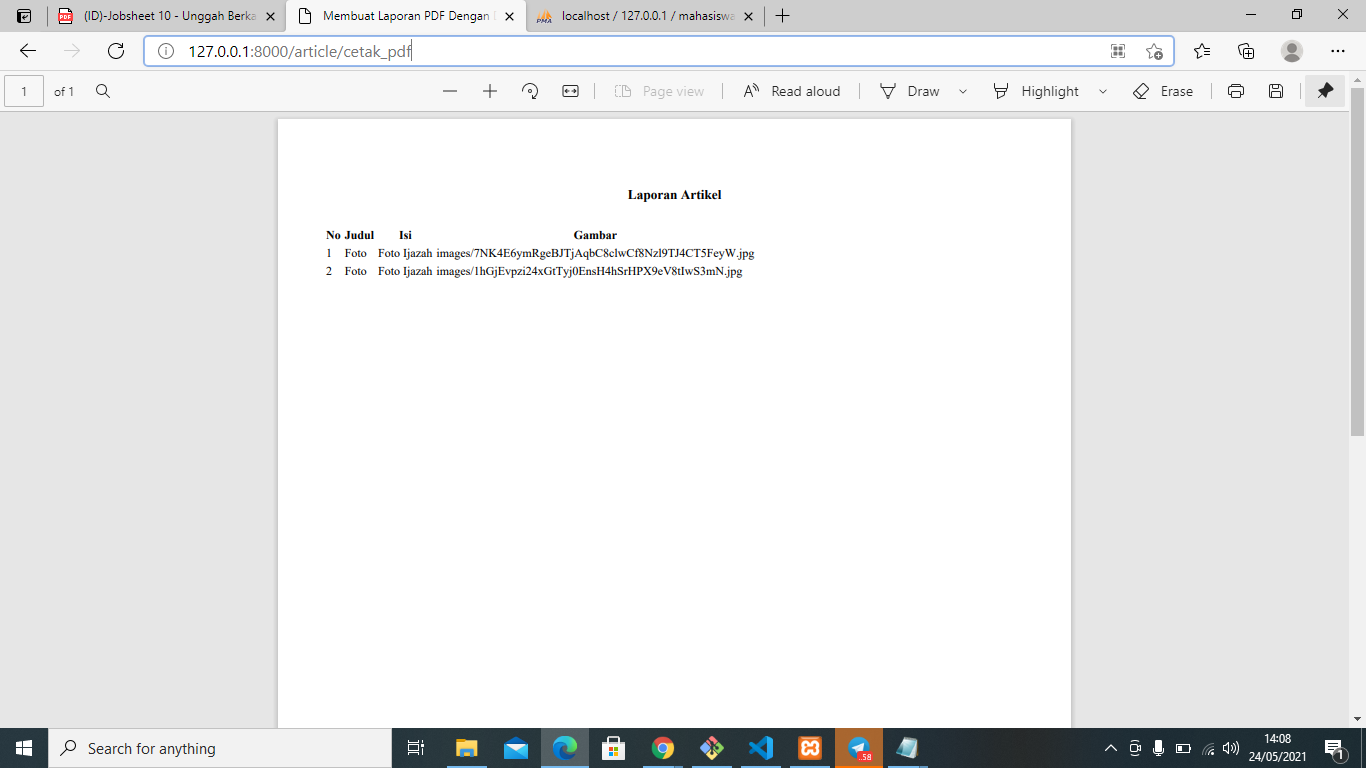 (ID)-Jobsheet 10 - Unggah Berka
Membuat Laporan PDF Dengan
localhost / 127.0.0.1 / mahasiswa
127.0.0.1:8000/article/cetak_pdf
1 of 1
Page view
Read aloud
Draw
Highlight
Erase
Laporan Artikel
No Judul Isi Gambar
1 Foto Foto Ijazah images/7NK4E6ymRgeBJTjAqbC8clwCf8Nzl9TJ4CT5FeyW.jpg
2 Foto Foto Ijazah images/1hGjEvpzi24xGtTyj0EnsH4hSrHPX9eV8tIwS3mN.jpg
Search for anything
58
14:08
24/05/2021
1